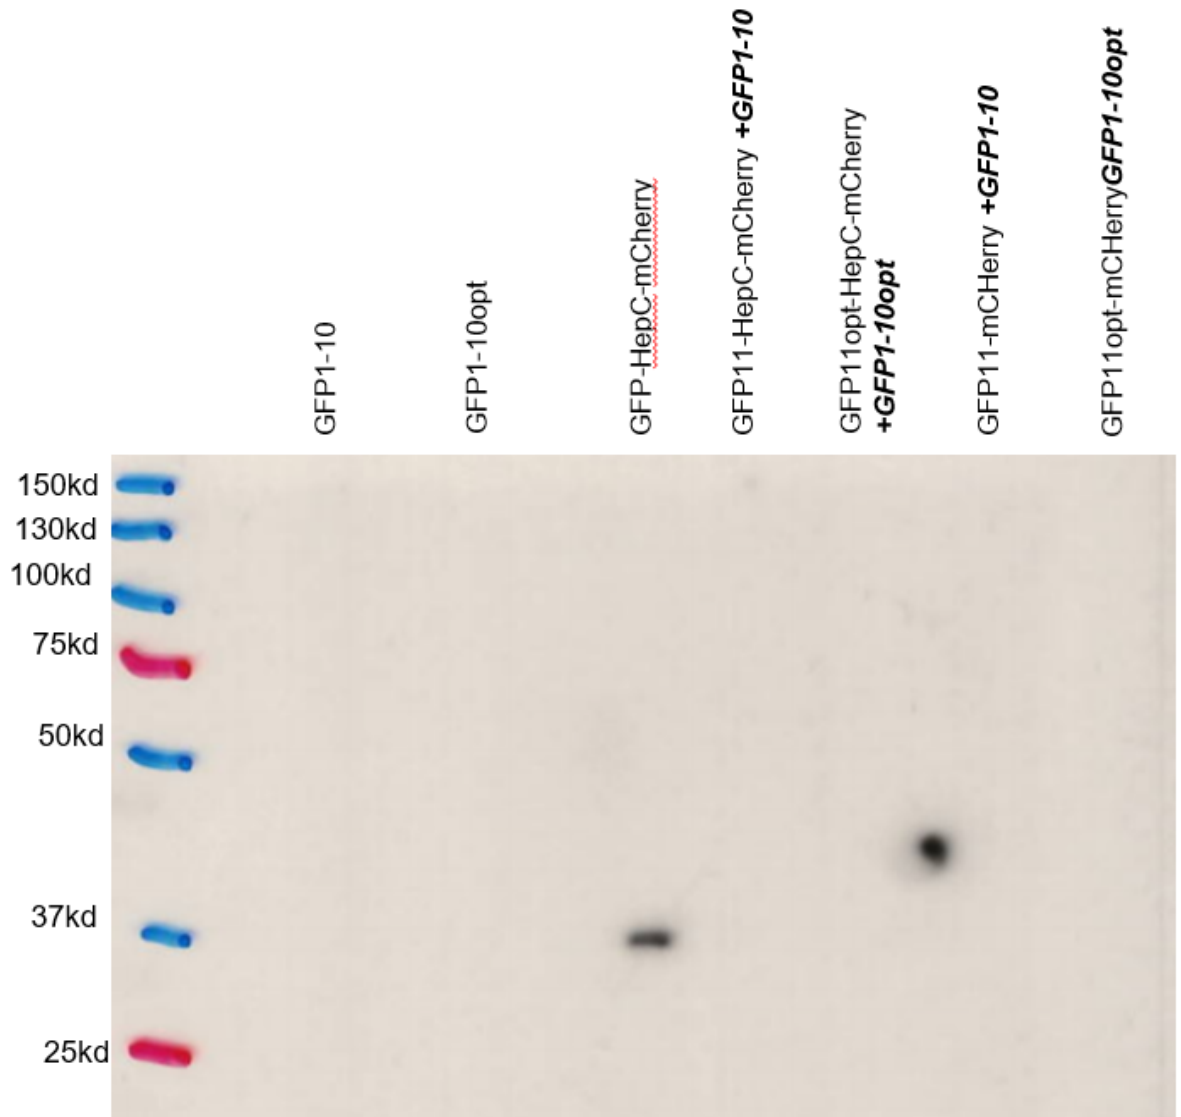 GFP1-10
GFP1-10opt
GFP-HepC-mCherry
GFP11-HepC-mCherry +GFP1-10
GFP11opt-HepC-mCherry
+GFP1-10opt
GFP11-mCHerry +GFP1-10
GFP11opt-mCHerryGFP1-10opt
150kd
130kd
100kd
75kd
50kd
37kd
25kd